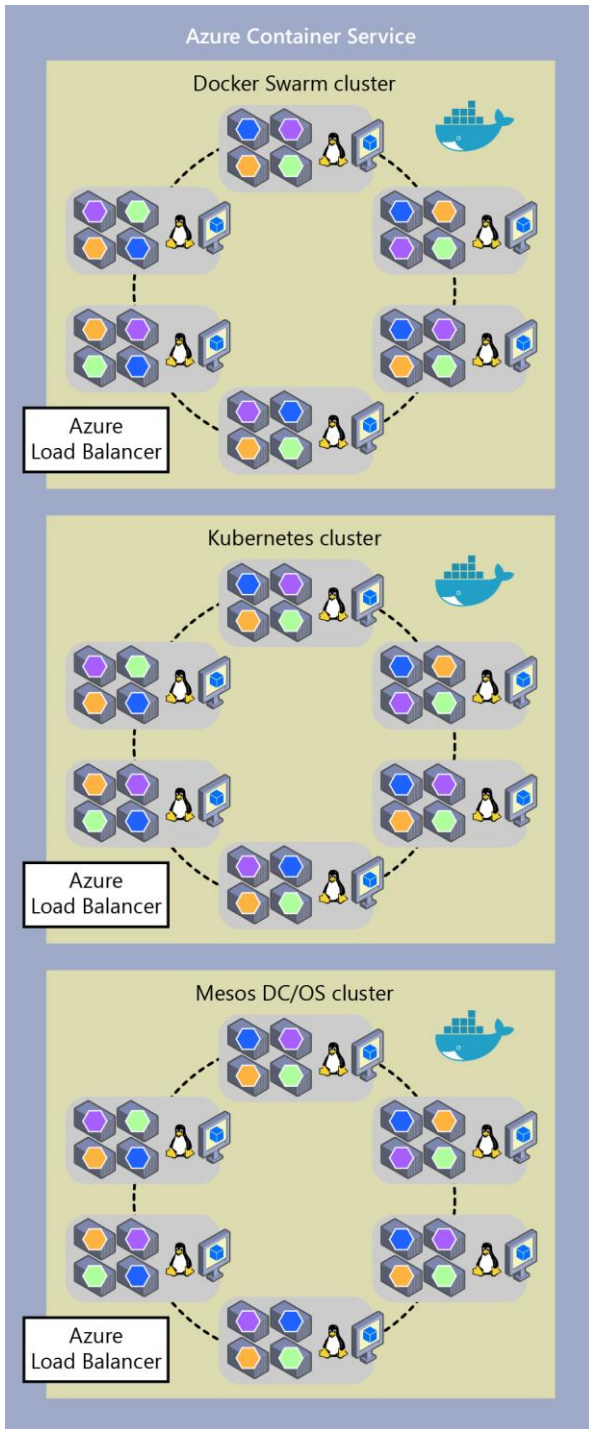 Azure Container Service
Docker Swarm cluster
Azure
Load Balancer
Kubernetes cluster
Azure
Load Balancer
Mesos DC/OS cluster
Azure
Load Balancer